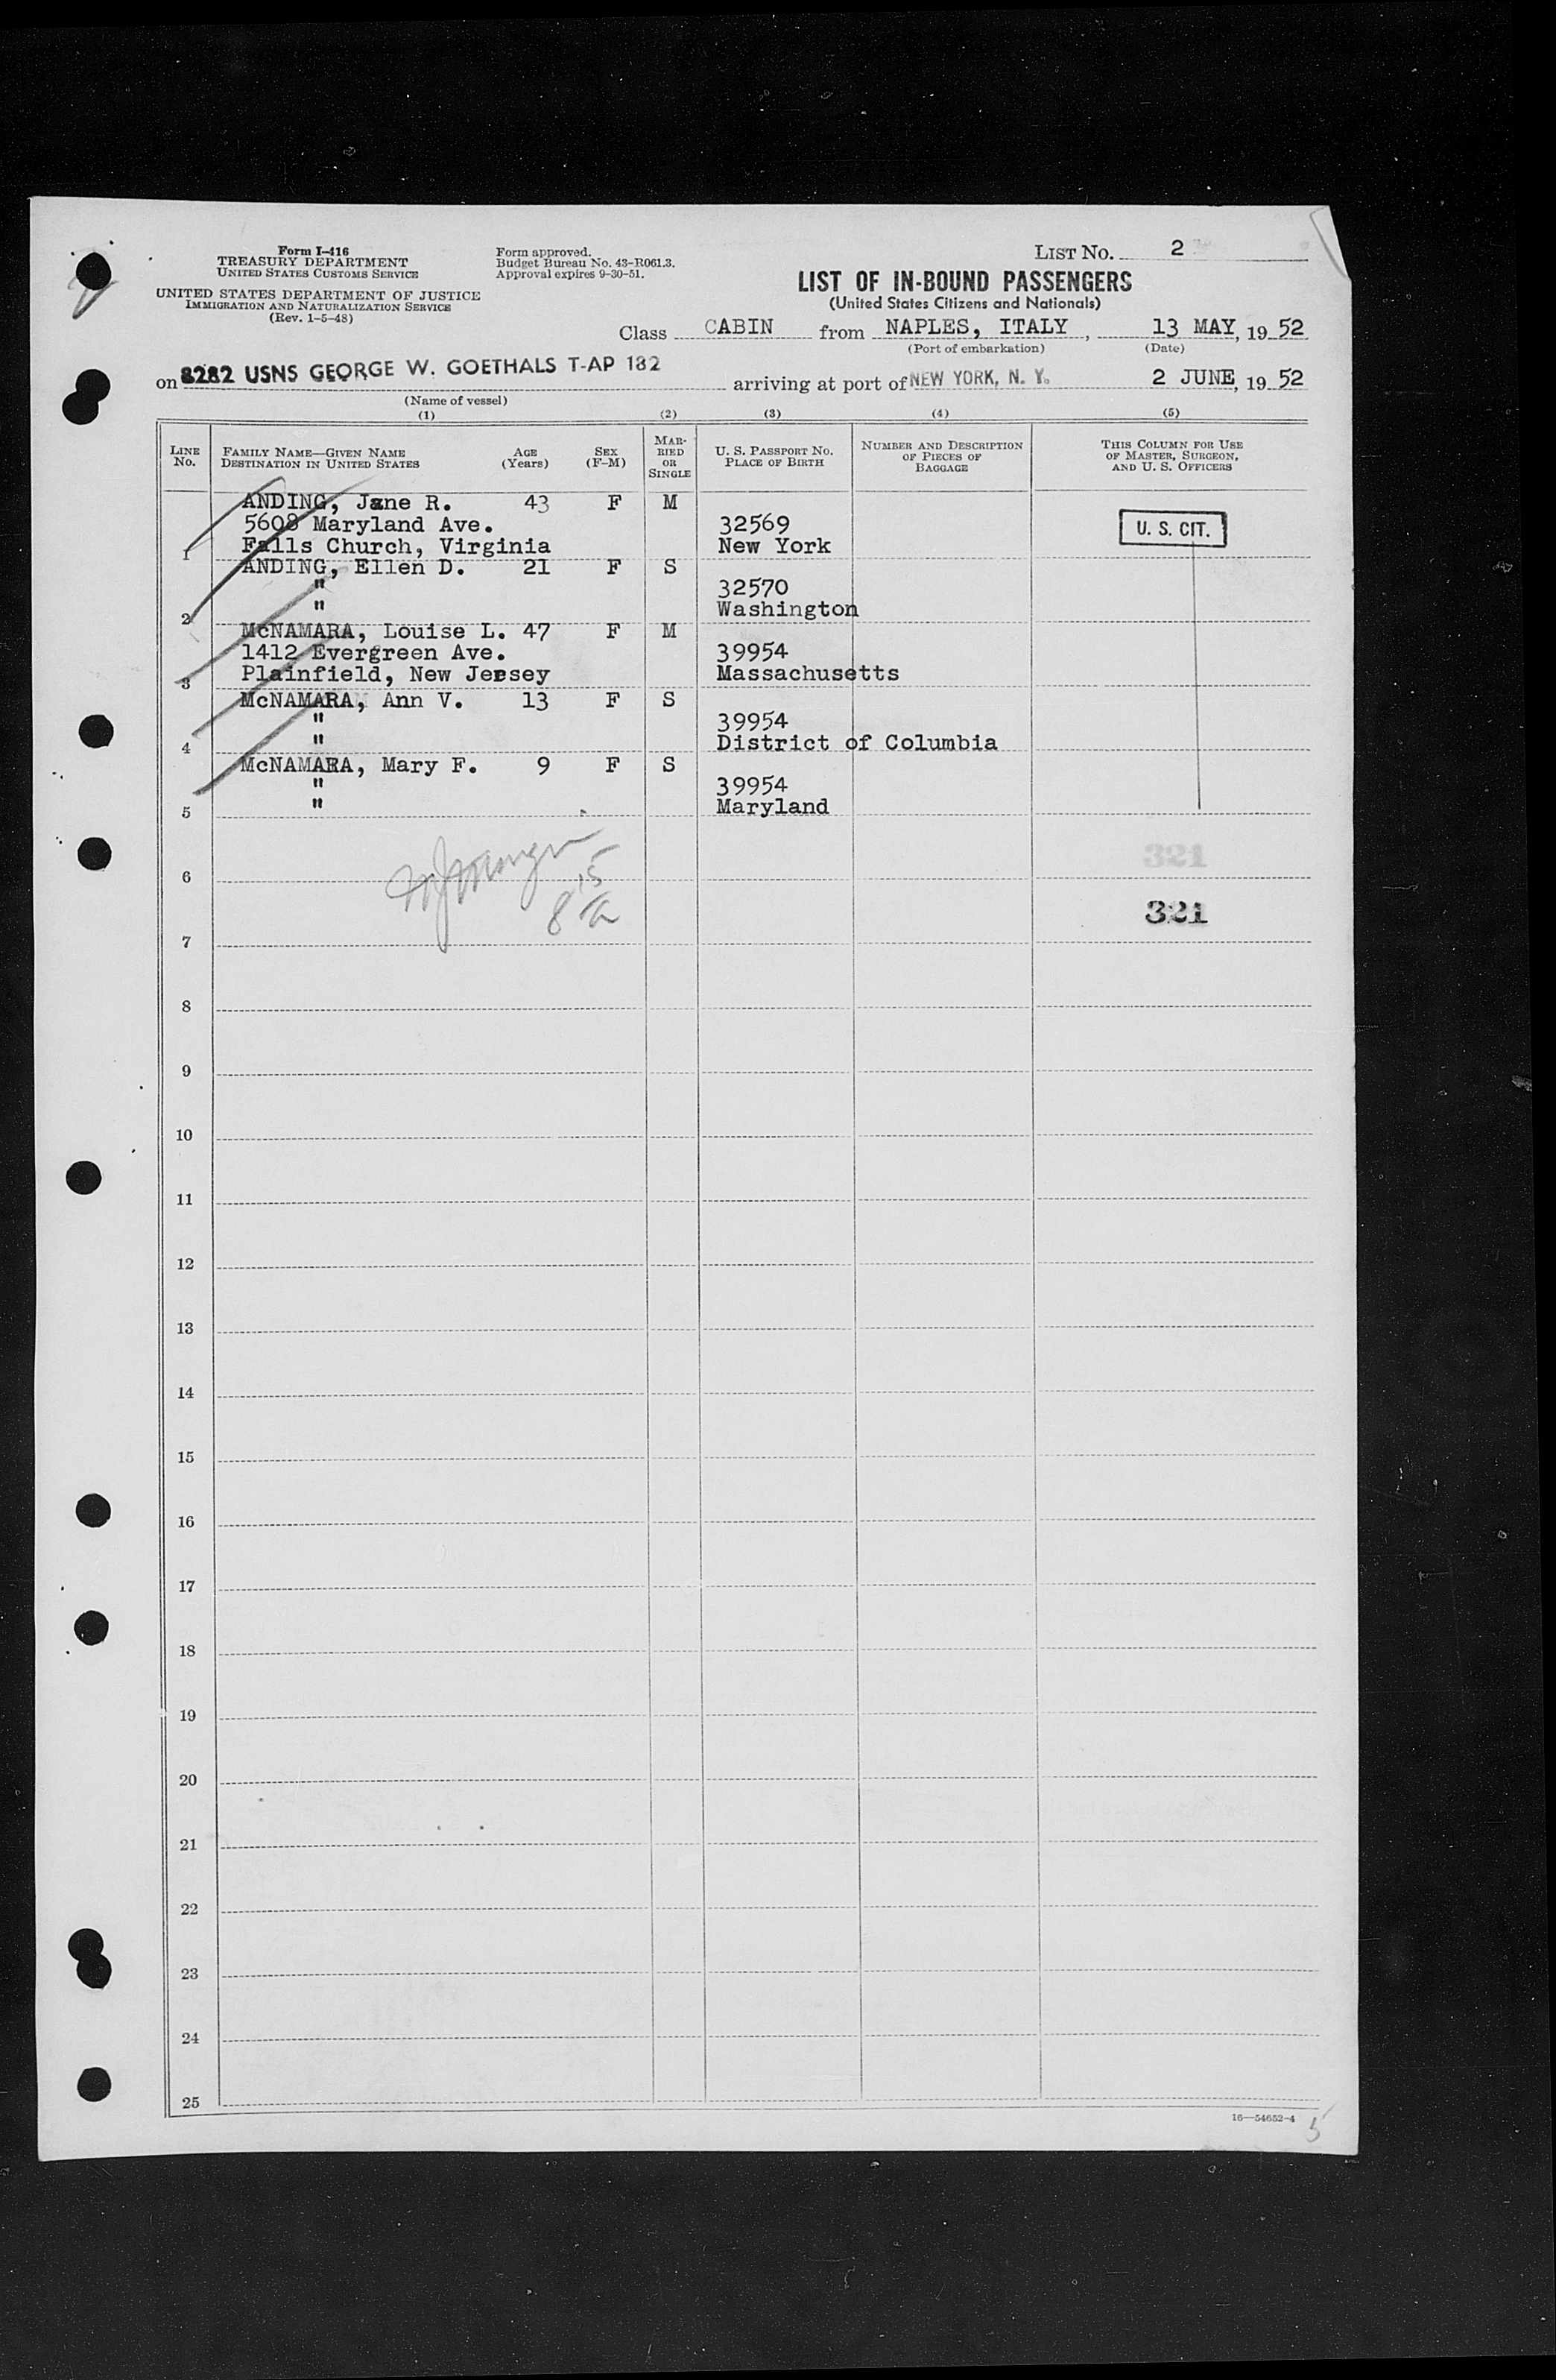 Form I-416
TREASURY DEPARTMENT
UNITED STATES CUSTOMS SERVICE
UNITED STATES DEPARTMENT OF JUSTICE
IMMIGRATION AND NATURALIZATION SERVICE
(Rev. 1-5-48)
Form approved.
Budget Bureau No. 43-R061.3.
Approval expires 9-30-51.
LIST No. 2
LIST OF IN-BOUND PASSENGERS
(United States Citizens and Nationals)
Class CABIN from NAPLES, ITALY, 13 MAY, 1952
(Port of embarkation) (Date)
on 8282 USNS GEORGE W. GOETHALS T-AP 182 arriving at port of NEW YORK, N. Y. 2 JUNE, 1952
(Name of vessel)
(1) (2) (3) (4) (5)
LINE No.
FAMILY NAME—GIVEN NAME
DESTINATION IN UNITED STATES
AGE (Years)
SEX (F-M)
MARRIED OR SINGLE
U. S. PASSPORT NO.
PLACE OF BIRTH
NUMBER AND DESCRIPTION OF PIECES OF BAGGAGE
THIS COLUMN FOR USE OF MASTER, SURGEON, AND U. S. OFFICERS
ANDING, Jane R. 43 F M
5608 Maryland Ave. 32569
1 Falls Church, Virginia New York
U. S. CIT.
ANDING, Ellen D. 21 F S
" 32570
2 " Washington
McNAMARA, Louise L. 47 F M
1412 Evergreen Ave. 39954
3 Plainfield, New Jersey Massachusetts
McNAMARA, Ann V. 13 F S
" 39954
4 " District of Columbia
McNAMARA, Mary F. 9 F S
" 39954
5 " Maryland
321
6
321
7
8
9
10
11
12
13
14
15
16
17
18
19
20
21
22
23
24
25
16—54652-4
5